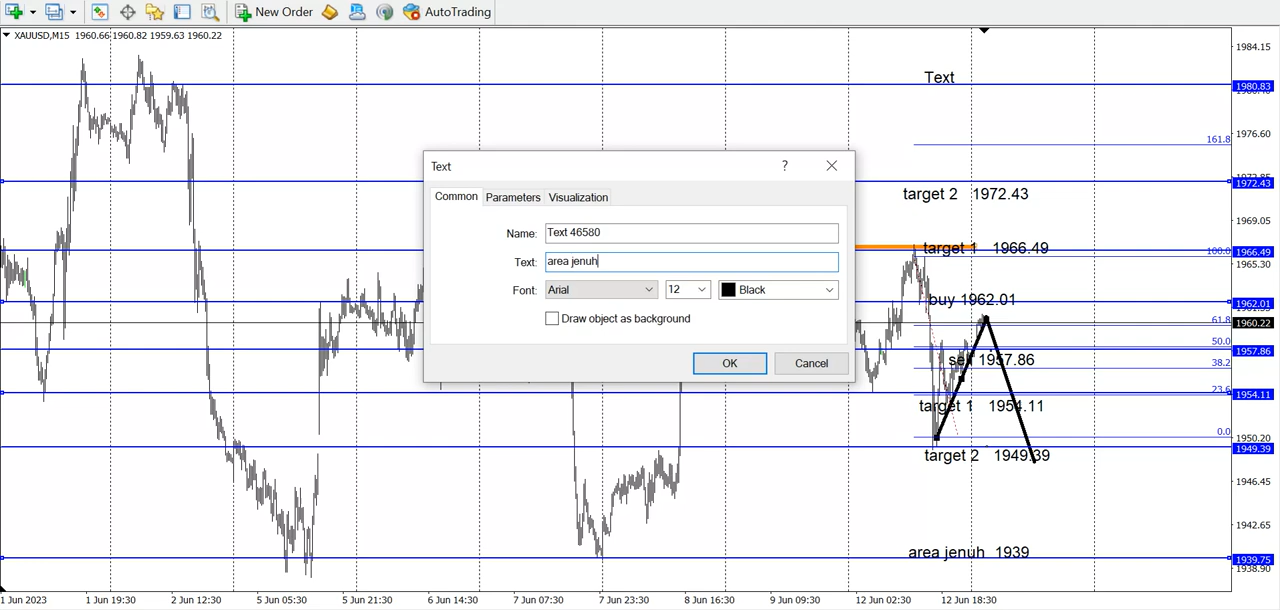 New Order
AutoTrading
XAUUSD,M15 1960.66 1960.82 1959.63 1960.22
1984.15
Text
1980.83
161.8
1976.60
1972.43
target 2 1972.43
1969.05
target 1 1966.49
100.0
1966.49
1965.30
buy 1962.01
1962.01
61.8
1960.22
50.0
1957.86
sell 1957.86
38.2
23.6
1954.11
target 1 1954.11
0.0
1950.20
1949.39
target 2 1949.39
1946.45
1942.65
area jenuh 1939
1939.75
1938.90
Text
?
Common
Parameters
Visualization
Name:
Text 46580
Text:
area jenuh
Font:
Arial
12
Black
Draw object as background
OK
Cancel
1 Jun 2023
1 Jun 19:30
2 Jun 12:30
5 Jun 05:30
5 Jun 21:30
6 Jun 14:30
7 Jun 07:30
7 Jun 23:30
8 Jun 16:30
9 Jun 09:30
12 Jun 02:30
12 Jun 18:30